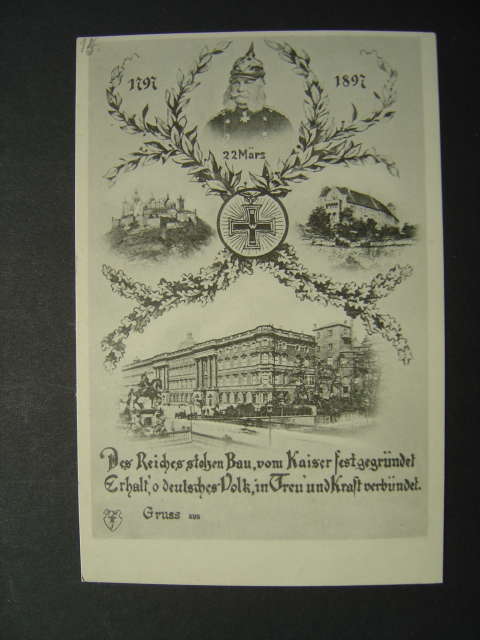 15.
1797 1897
22 März
Des Reiches stolzen Bau, vom Kaiser fest gegründet
Erhalt', o deutsches Volk, in Treu' und Kraft verbündet.
Gruss aus